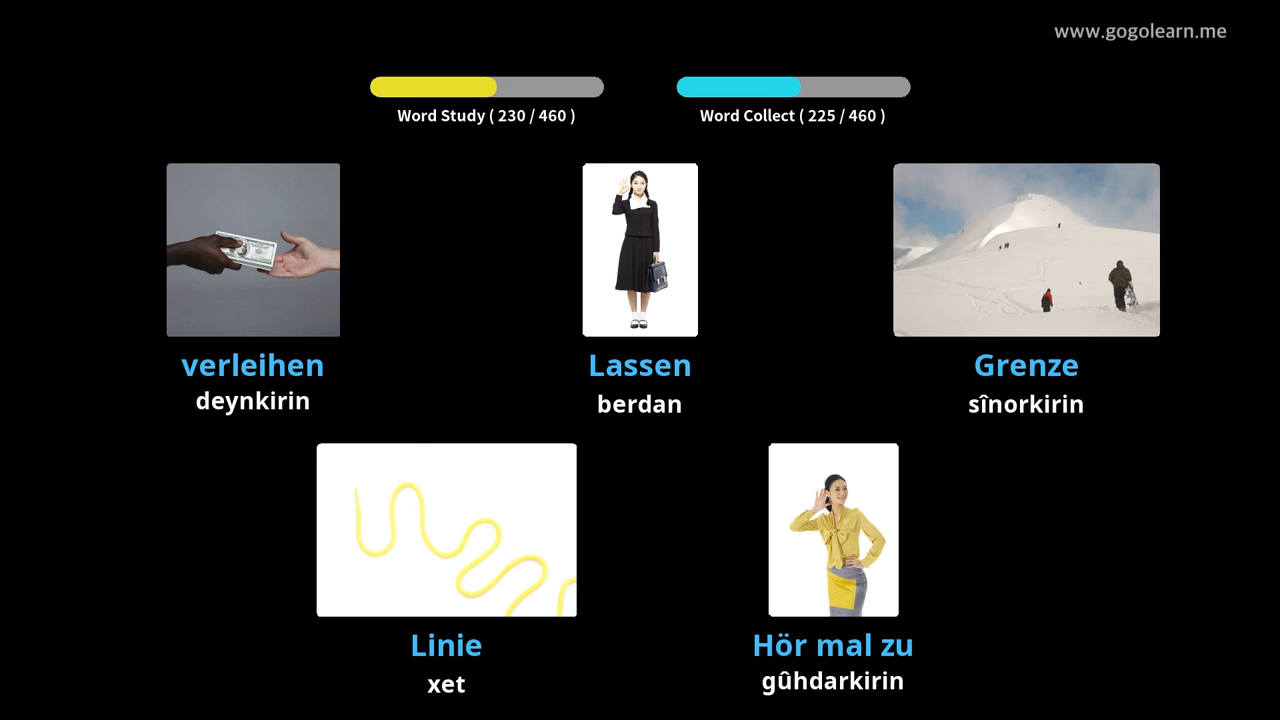 www.gogolearn.me
Word Study ( 230 / 460 )
Word Collect ( 225 / 460 )
verleihen
deynkirin
Lassen
berdan
Grenze
sînorkirin
Linie
xet
Hör mal zu
gûhdarkirin